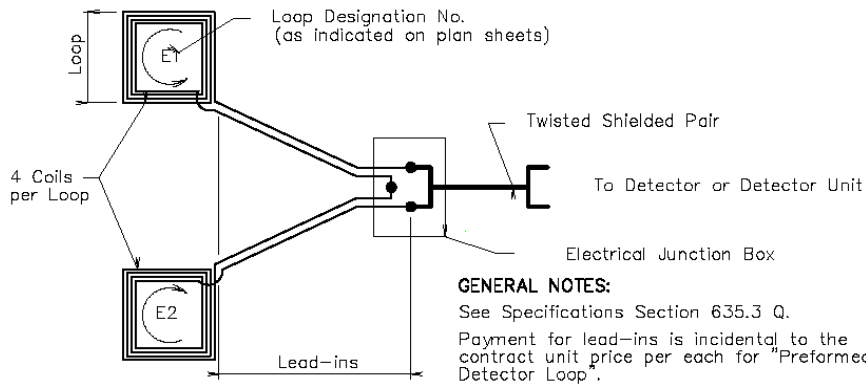 Loop Designation No.
(as indicated on plan sheets)
Loop
E1
Twisted Shielded Pair
4 Coils
per Loop
To Detector or Detector Unit
Electrical Junction Box
E2
Lead-ins
GENERAL NOTES:
See Specifications Section 635.3 Q.
Payment for lead-ins is incidental to the
contract unit price per each for "Preformed
Detector Loop".